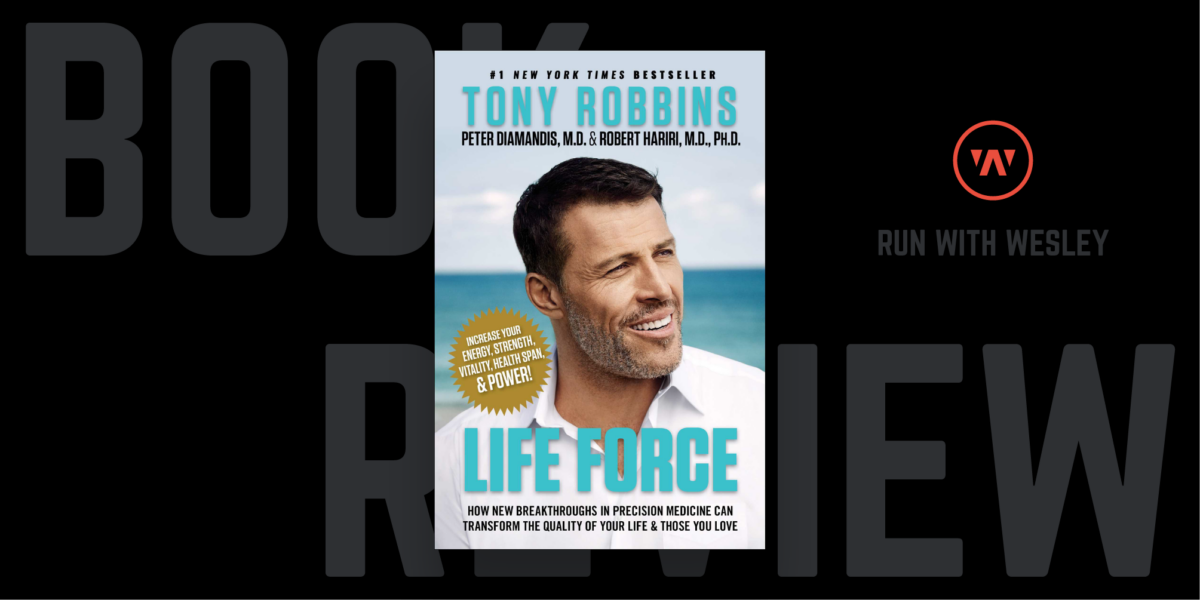 BOOK
#1 NEW YORK TIMES BESTSELLER
TONY ROBBINS
PETER DIAMANDIS, M.D. & ROBERT HARIRI, M.D., PH.D.
INCREASE YOUR
ENERGY, STRENGTH,
VITALITY, HEALTH SPAN,
& POWER!
LIFE FORCE
HOW NEW BREAKTHROUGHS IN PRECISION MEDICINE CAN
TRANSFORM THE QUALITY OF YOUR LIFE & THOSE YOU LOVE
W
RUN WITH WESLEY
REVIEW